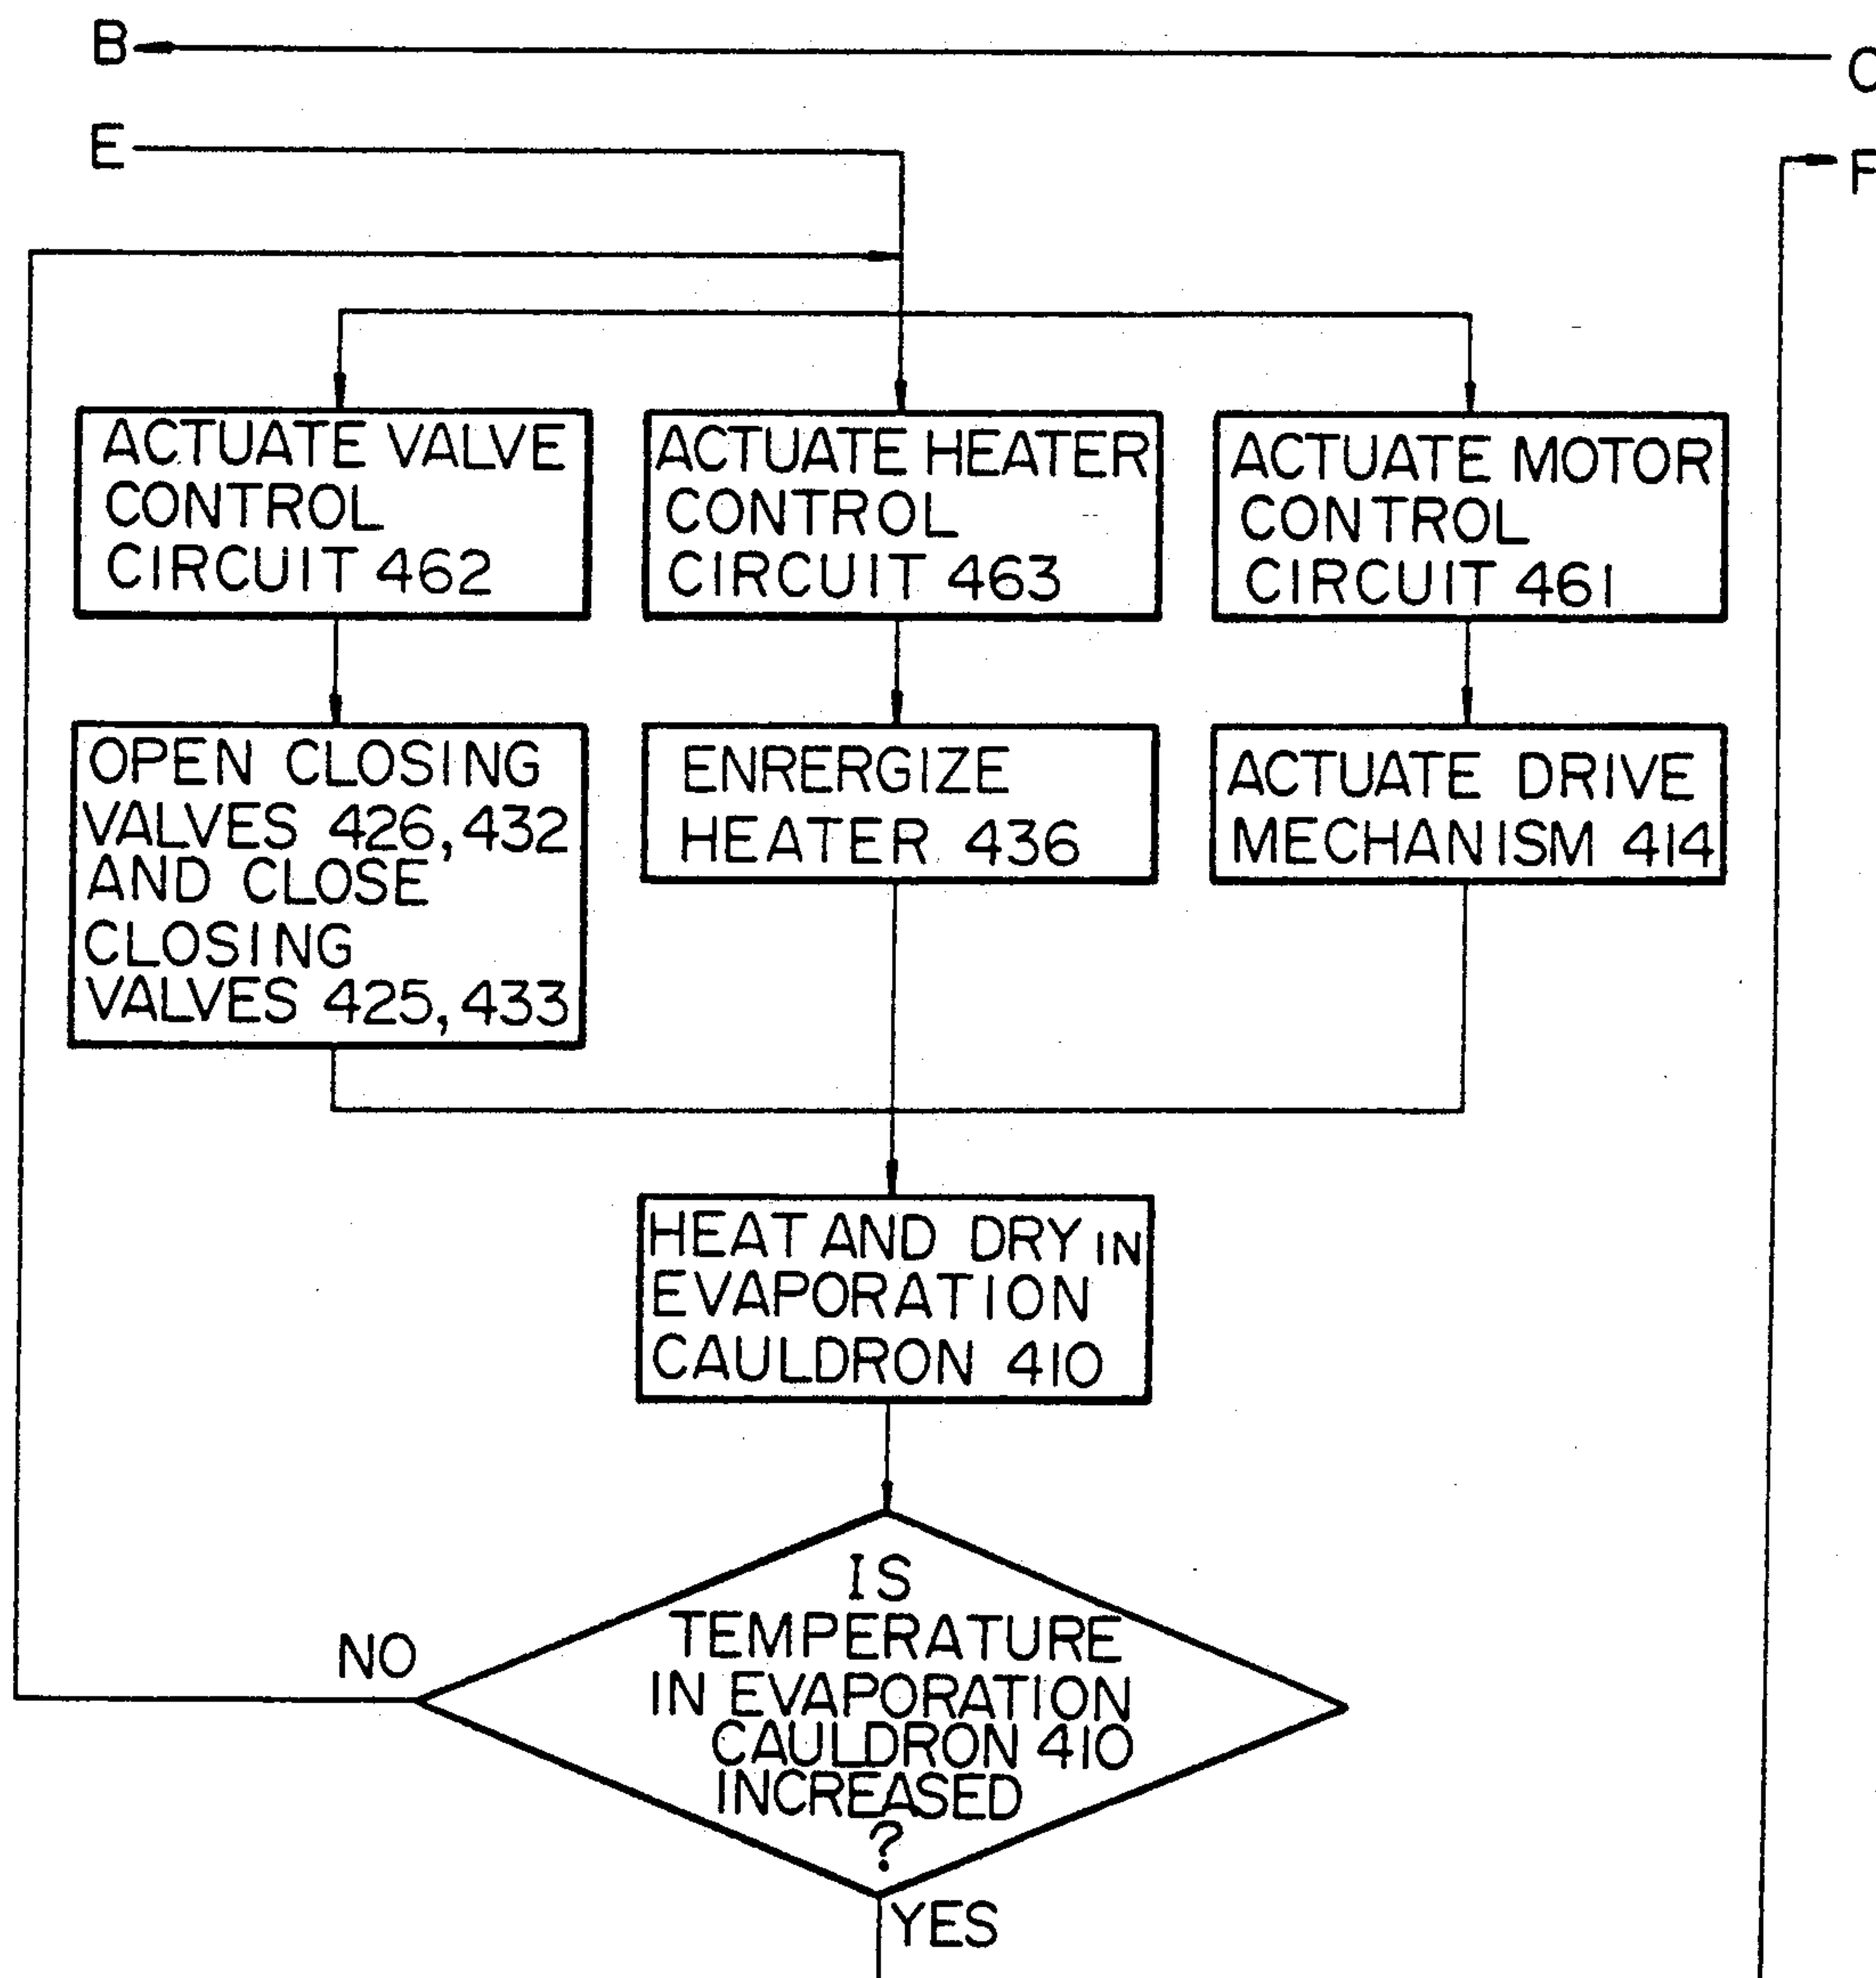 B
E
ACTUATE VALVE
CONTROL
CIRCUIT 462
ACTUATE HEATER
CONTROL
CIRCUIT 463
ACTUATE MOTOR
CONTROL
CIRCUIT 461
OPEN CLOSING
VALVES 426,432
AND CLOSE
CLOSING
VALVES 425,433
ENRERGIZE
HEATER 436
ACTUATE DRIVE
MECHANISM 414
HEAT AND DRY IN
EVAPORATION
CAULDRON 410
IS
TEMPERATURE
IN EVAPORATION
CAULDRON 410
INCREASED
?
NO
YES